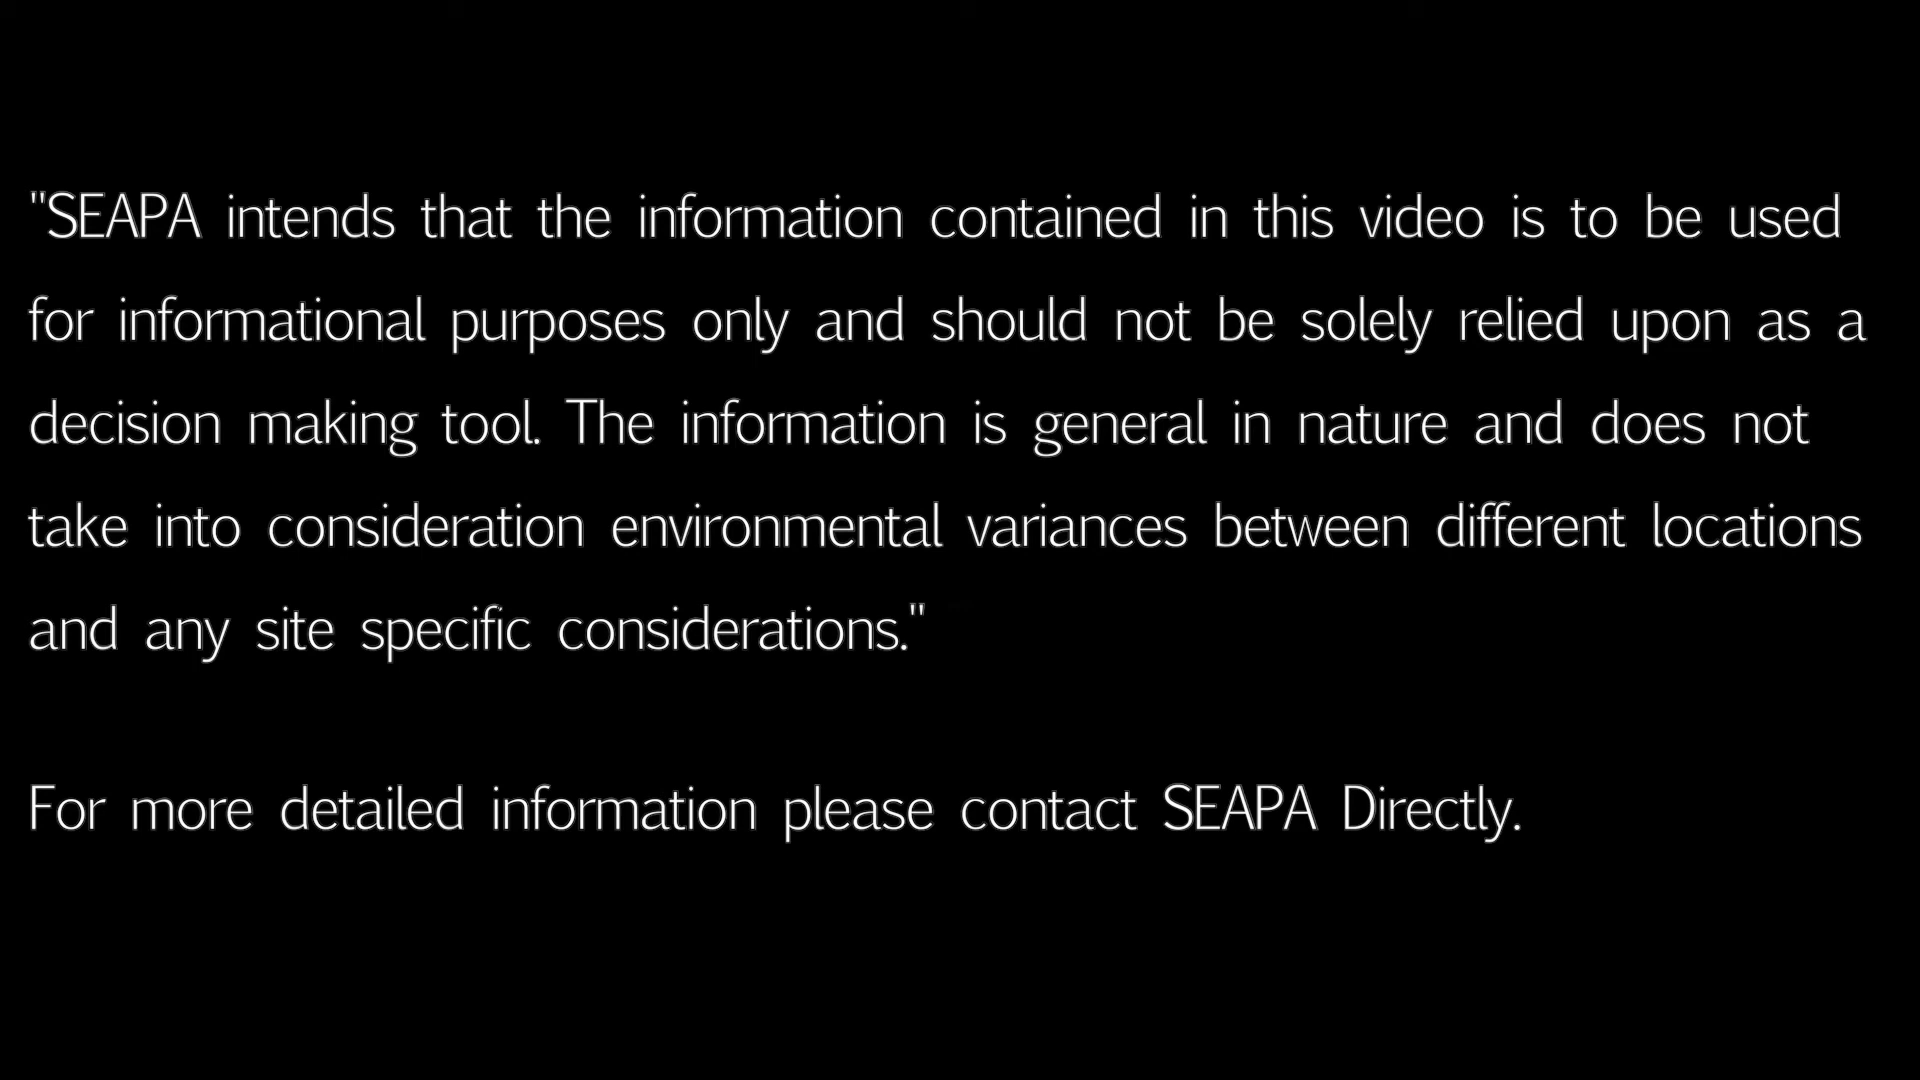 "SEAPA intends that the information contained in this video is to be used
for informational purposes only and should not be solely relied upon as a
decision making tool. The information is general in nature and does not
take into consideration environmental variances between different locations
and any site specific considerations."
For more detailed information please contact SEAPA Directly.